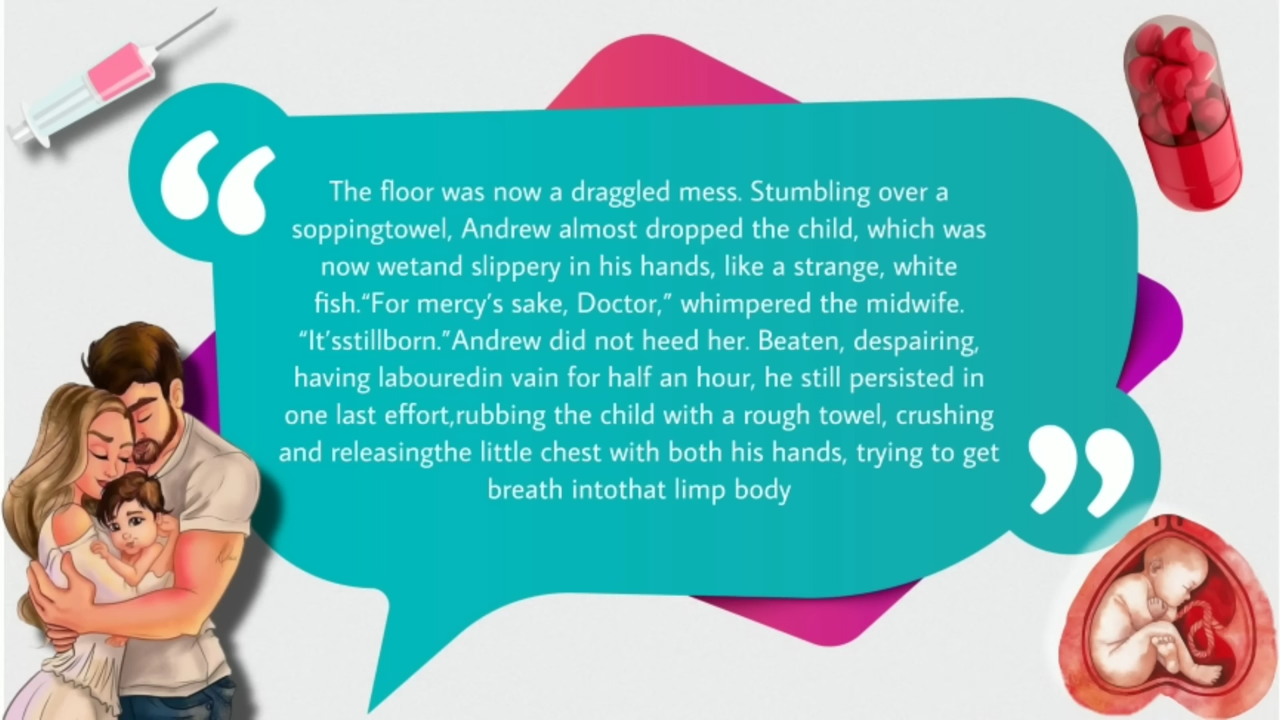 The floor was now a draggled mess. Stumbling over a
soppingtowel, Andrew almost dropped the child, which was
now wetand slippery in his hands, like a strange, white
fish.“For mercy’s sake, Doctor,” whimpered the midwife.
“It’sstillborn.”Andrew did not heed her. Beaten, despairing,
having labouredin vain for half an hour, he still persisted in
one last effort,rubbing the child with a rough towel, crushing
and releasingthe little chest with both his hands, trying to get
breath intothat limp body